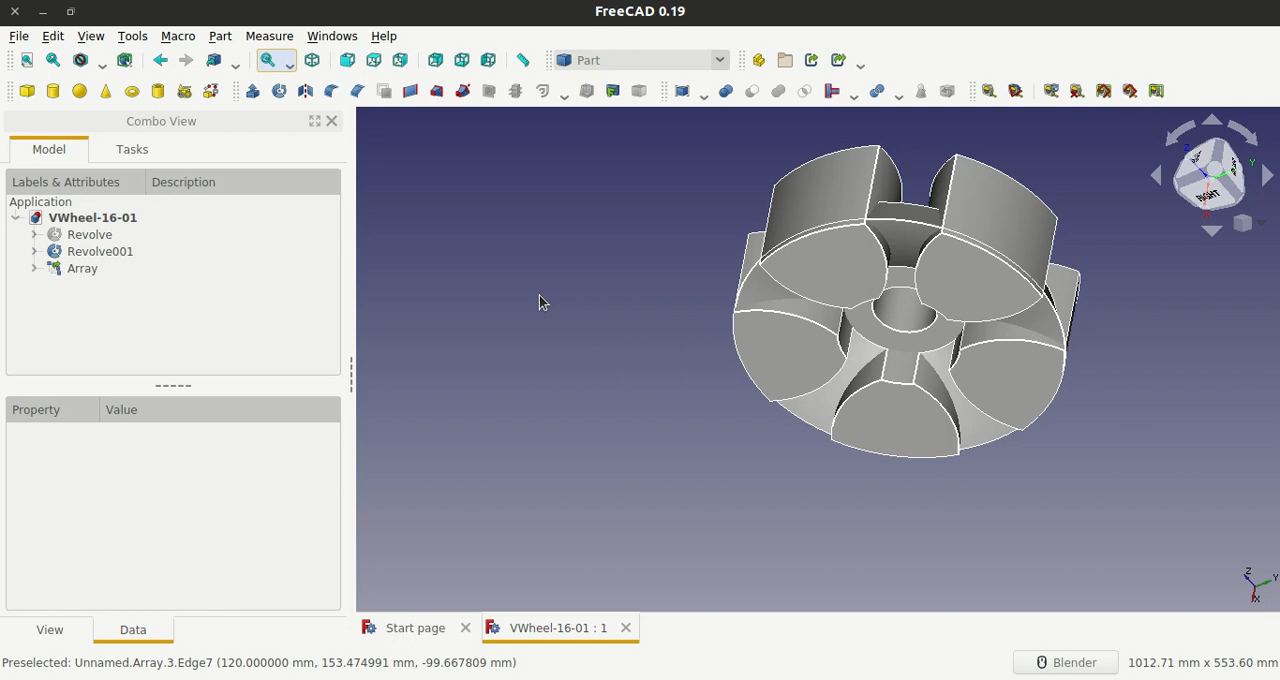 FreeCAD 0.19
File Edit View Tools Macro Part Measure Windows Help
Part
Combo View
Model Tasks
Labels & Attributes Description
Application
VWheel-16-01
Revolve
Revolve001
Array
Property Value
Z
Y
RIGHT
Z
Y
X
View Data
Start page VWheel-16-01 : 1
Preselected: Unnamed.Array.3.Edge7 (120.000000 mm, 153.474991 mm, -99.667809 mm)
Blender 1012.71 mm x 553.60 mm